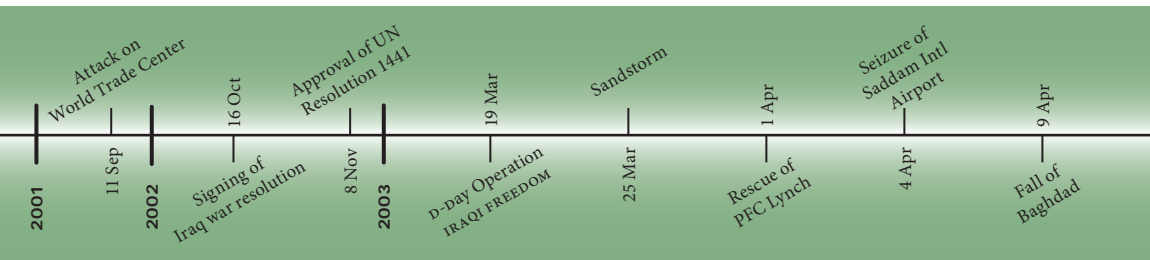 2001
Attack on
World Trade Center
11 Sep
2002
16 Oct
Signing of
Iraq war resolution
Approval of UN
Resolution 1441
8 Nov
2003
19 Mar
D-Day Operation
IRAQI FREEDOM
Sandstorm
25 Mar
1 Apr
Rescue of
PFC Lynch
Seizure of
Saddam Intl
Airport
4 Apr
9 Apr
Fall of
Baghdad